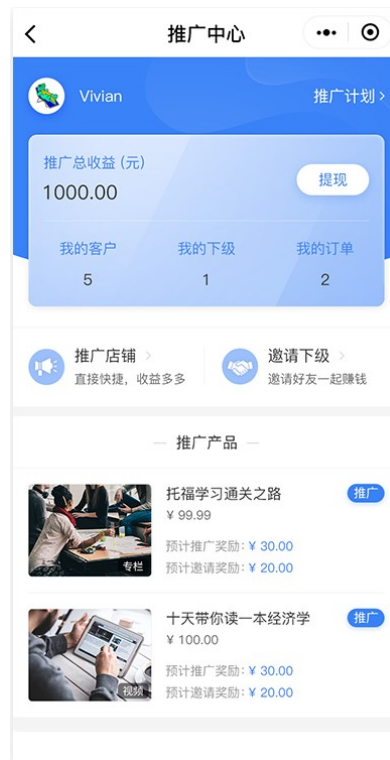 推广中心
Vivian
推广计划
推广总收益 (元)
1000.00
提现
我的客户
我的下级
我的订单
5
1
2
推广店铺
直接快捷，收益多多
邀请下级
邀请好友一起赚钱
推广产品
托福学习通关之路
推广
¥ 99.99
预计推广奖励: ¥ 30.00
预计邀请奖励: ¥ 20.00
专栏
十天带你读一本经济学
推广
¥ 100.00
预计推广奖励: ¥ 30.00
预计邀请奖励: ¥ 20.00
视频